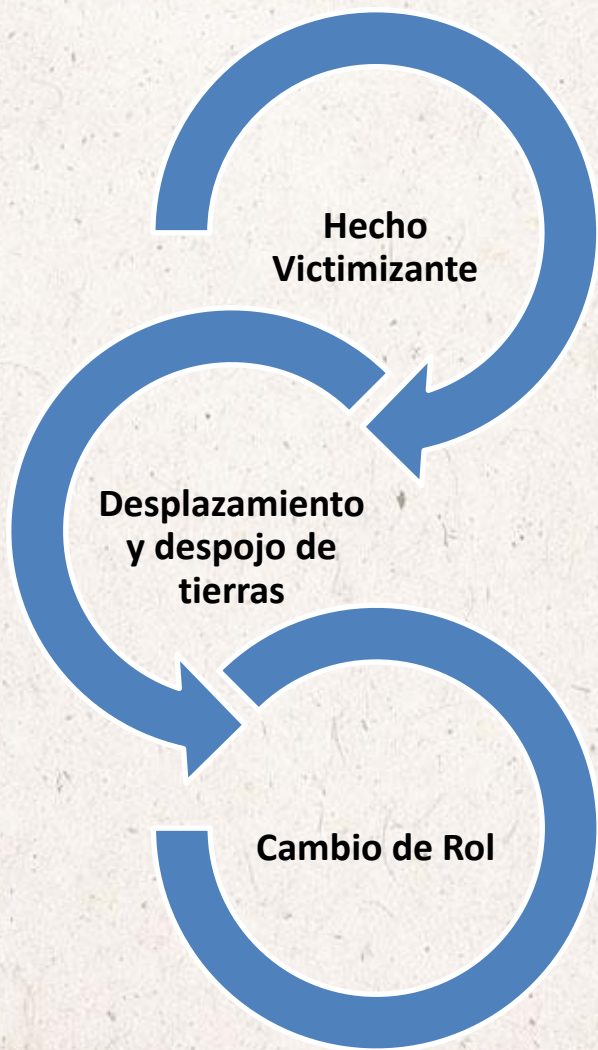 Hecho
Victimizante
Desplazamiento
y despojo de
tierras
Cambio de Rol